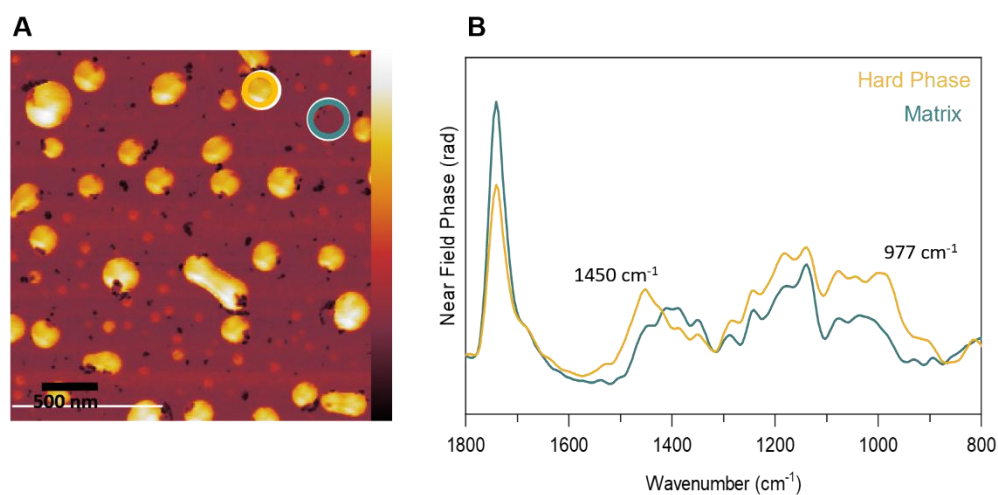 A
500 nm
B
Hard Phase
Matrix
1450 cm⁻¹
977 cm⁻¹
Near Field Phase (rad)
1800
1600
1400
1200
1000
800
Wavenumber (cm⁻¹)